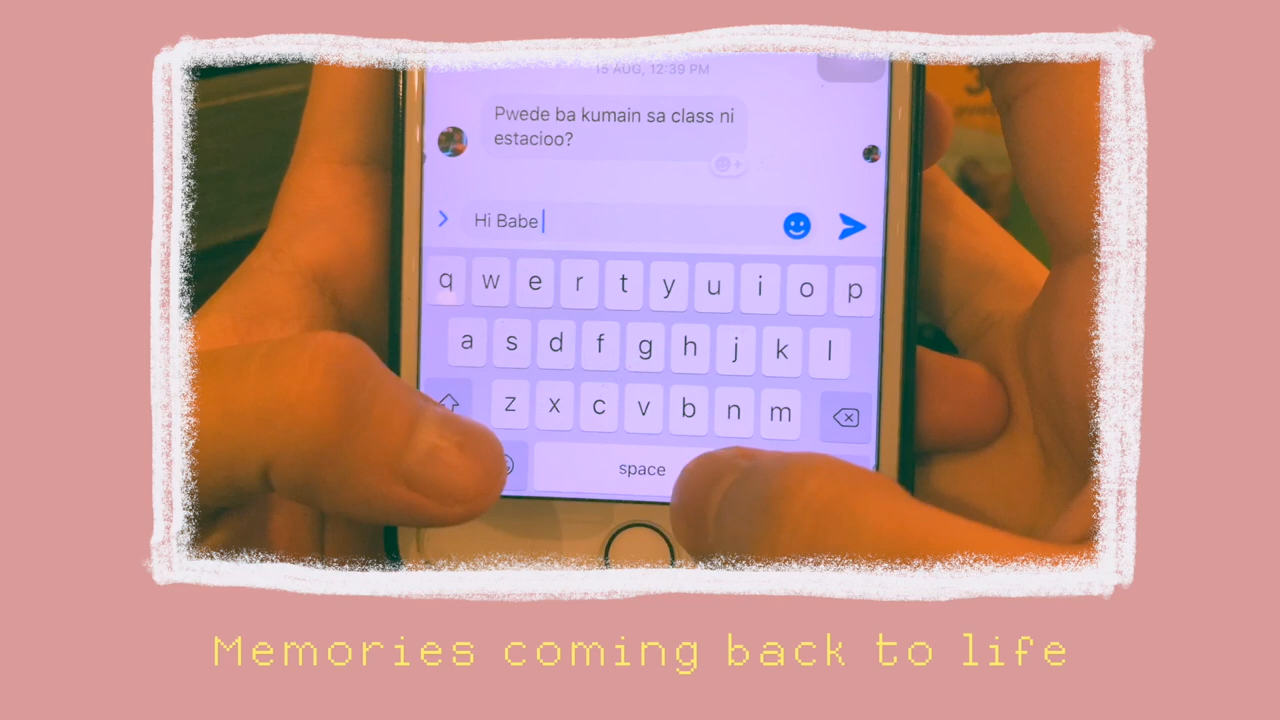 15 AUG, 12:39 PM
Pwede ba kumain sa class ni
estacioo?
Hi Babe
q w e r t y u i o p
a s d f g h j k l
z x c v b n m
space
Memories coming back to life